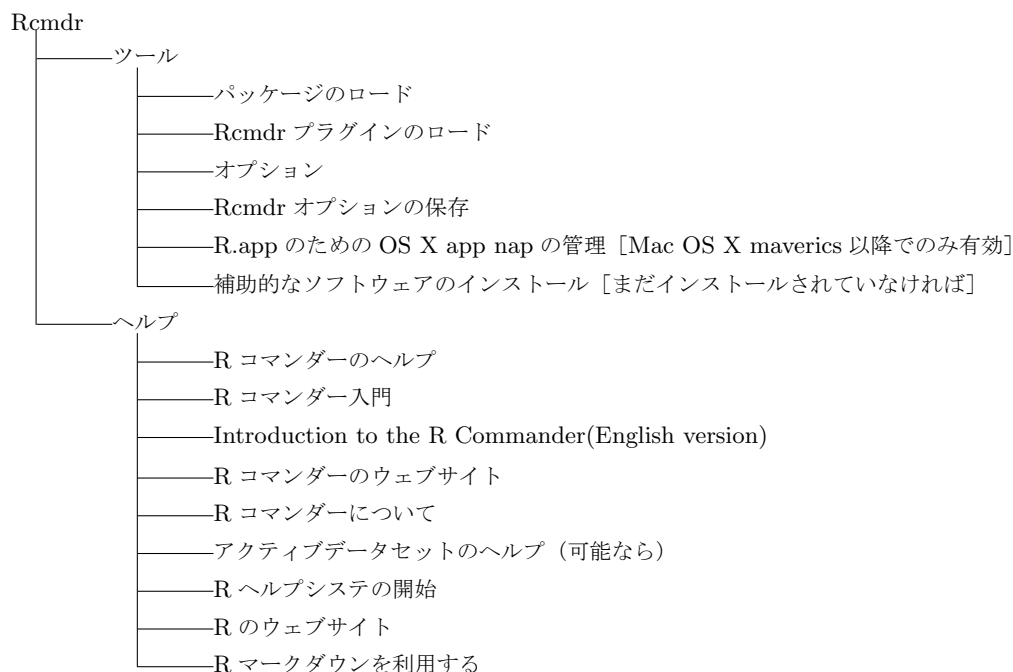 Rcmdr
ツール
パッケージのロード
Rcmdr プラグインのロード
オプション
Rcmdr オプションの保存
R.app のための OS X app nap の管理［Mac OS X maverics 以降でのみ有効］
補助的なソフトウェアのインストール［まだインストールされていなければ］
ヘルプ
R コマンダーのヘルプ
R コマンダー入門
Introduction to the R Commander(English version)
R コマンダーのウェブサイト
R コマンダーについて
アクティブデータセットのヘルプ（可能なら）
R ヘルプシステの開始
R のウェブサイト
R マークダウンを利用する